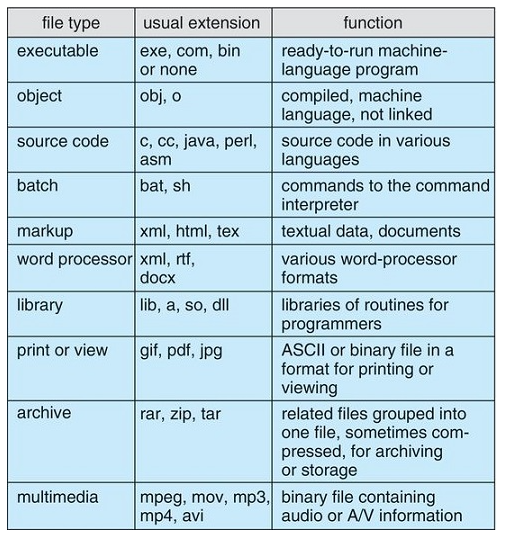 file type usual extension function
executable exe, com, bin ready-to-run machine-
or none language program
object obj, o compiled, machine
language, not linked
source code c, cc, java, perl, source code in various
asm languages
batch bat, sh commands to the command
interpreter
markup xml, html, tex textual data, documents
word processor xml, rtf, various word-processor
docx formats
library lib, a, so, dll libraries of routines for
programmers
print or view gif, pdf, jpg ASCII or binary file in a
format for printing or
viewing
archive rar, zip, tar related files grouped into
one file, sometimes com-
pressed, for archiving
or storage
multimedia mpeg, mov, mp3, binary file containing
mp4, avi audio or A/V information